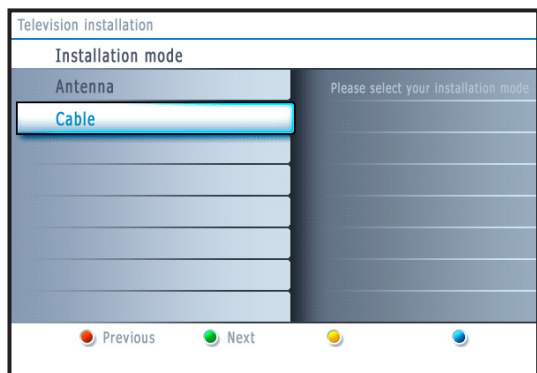 Television installation
Installation mode
Antenna
Please select your installation mode
Cable
Previous Next